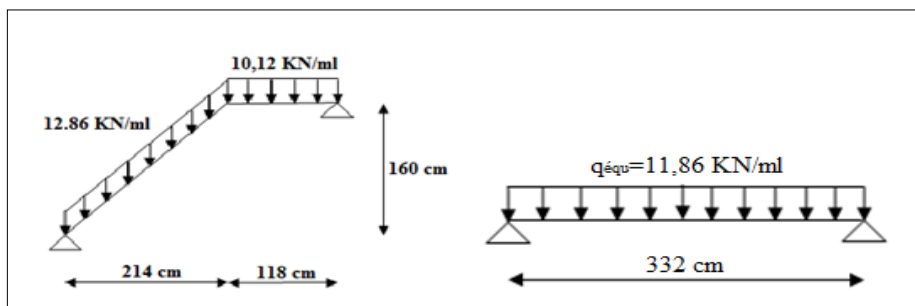 10,12 KN/ml
12.86 KN/ml
160 cm
214 cm
118 cm
qéqu=11,86 KN/ml
332 cm